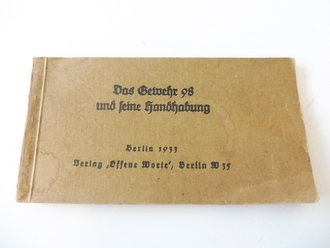 Das Gewehr 98
und seine Handhabung
Berlin 1933
Verlag ‚Offene Worte‘, Berlin W 35